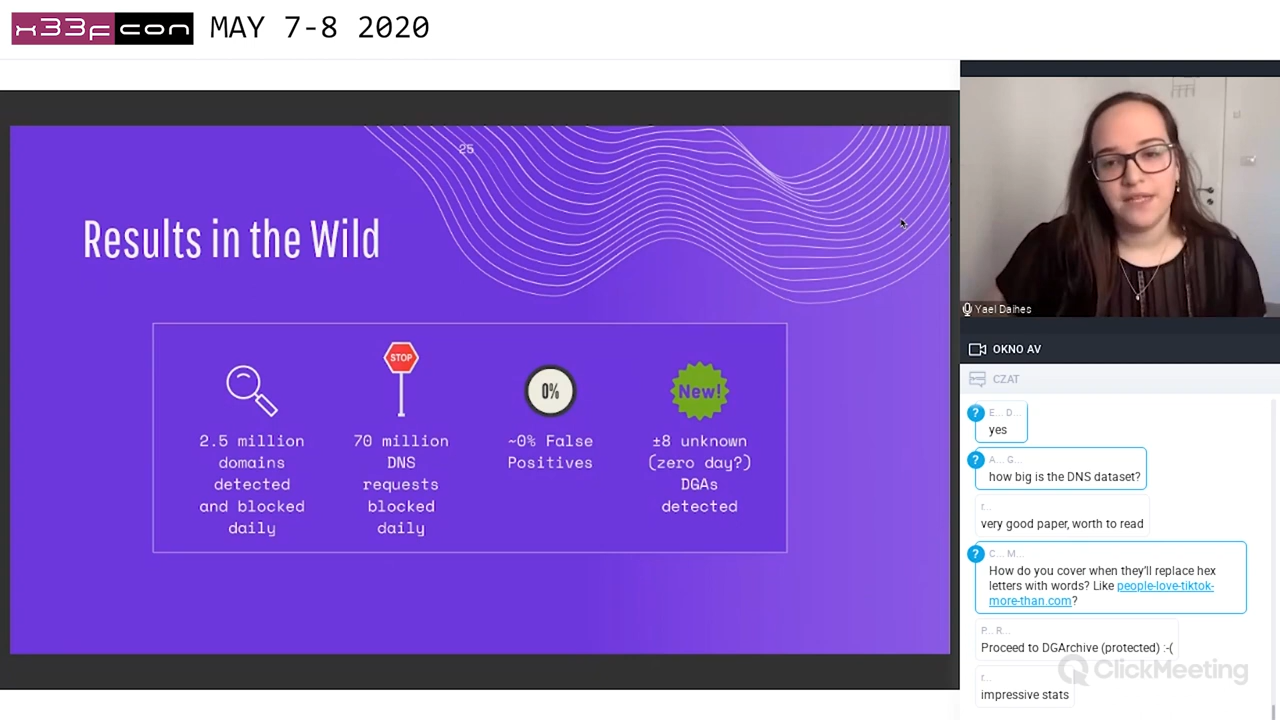 x33fcon MAY 7-8 2020
25
Results in the Wild
STOP
0%
New!
2.5 million
domains
detected
and blocked
daily
70 million
DNS
requests
blocked
daily
~0% False
Positives
±8 unknown
(zero day?)
DGAs
detected
Yael Daihes
OKNO AV
CZAT
? E... D...
yes
? A... G...
how big is the DNS dataset?
r...
very good paper, worth to read
? C... M...
How do you cover when they'll replace hex
letters with words? Like people-love-tiktok-
more-than.com?
P... R...
Proceed to DGArchive (protected) :-(
r...
impressive stats
ClickMeeting